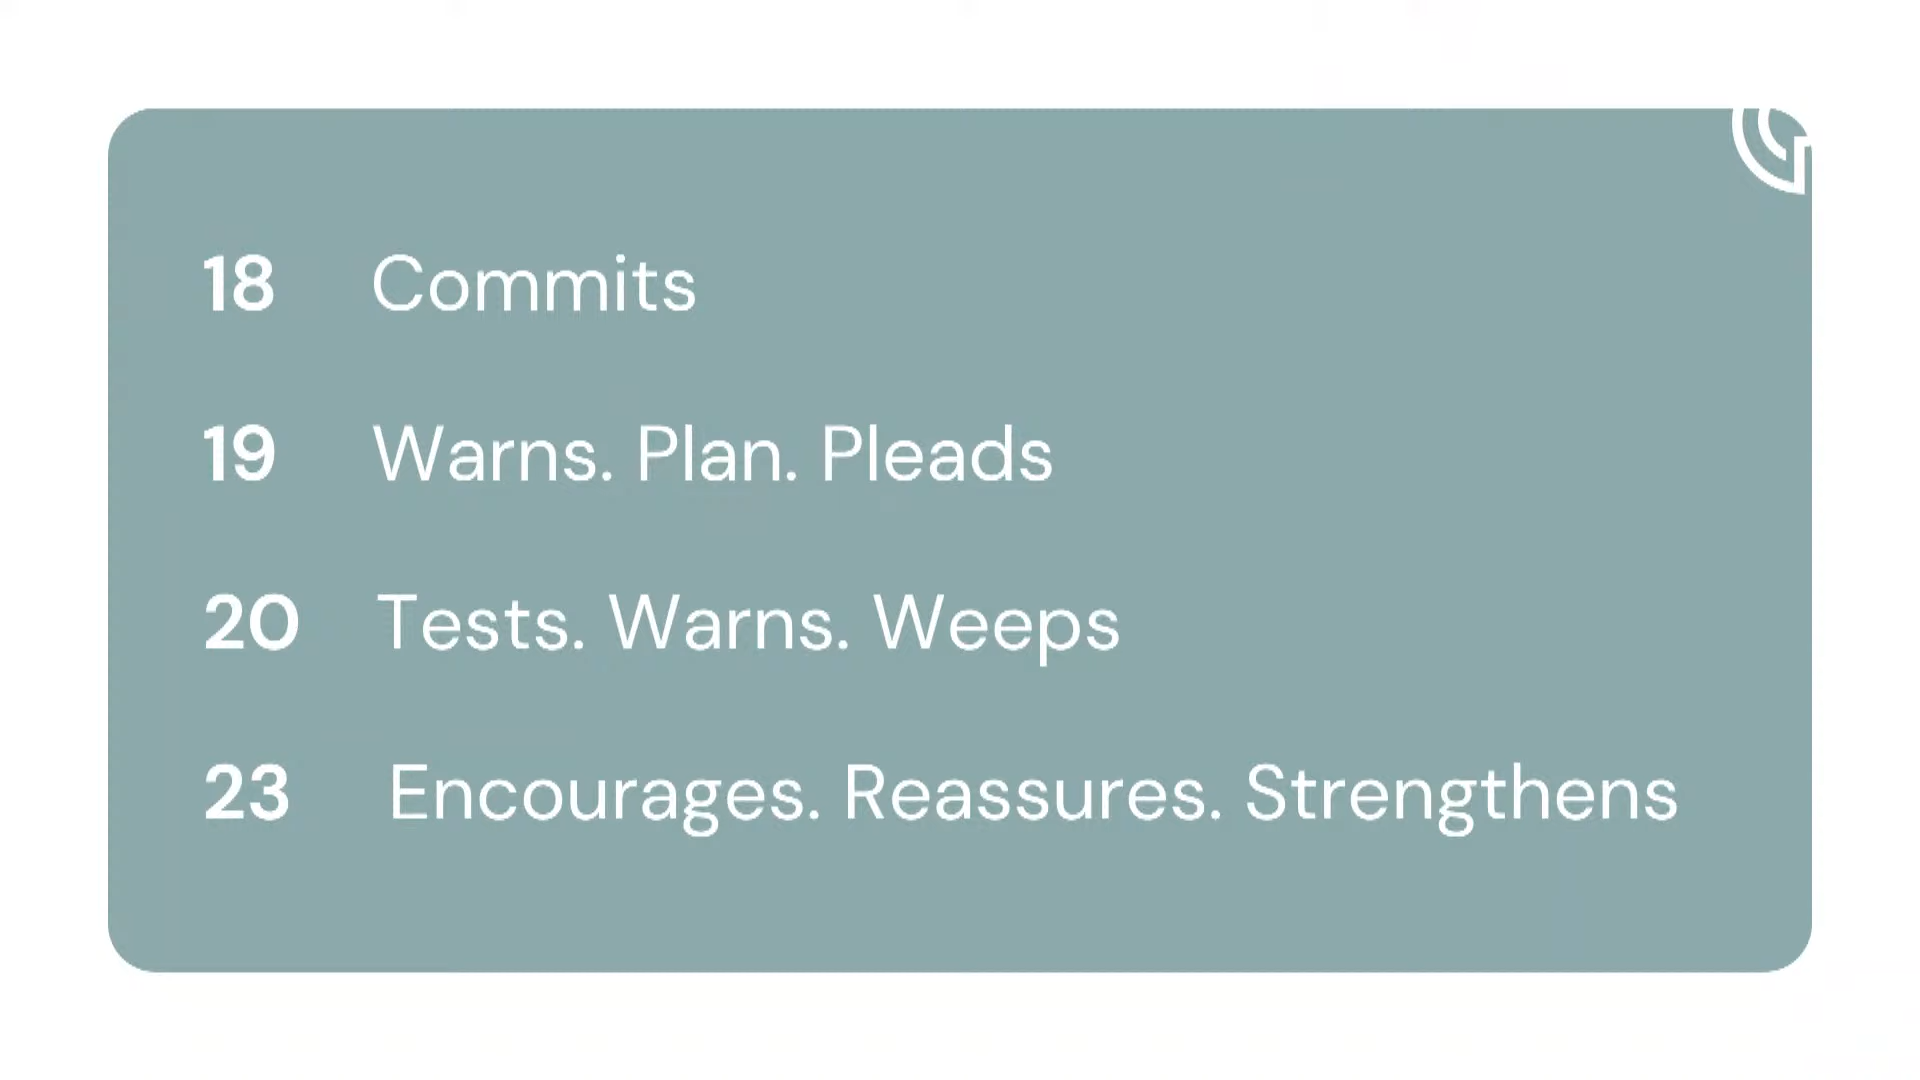 18 Commits
19 Warns. Plan. Pleads
20 Tests. Warns. Weeps
23 Encourages. Reassures. Strengthens